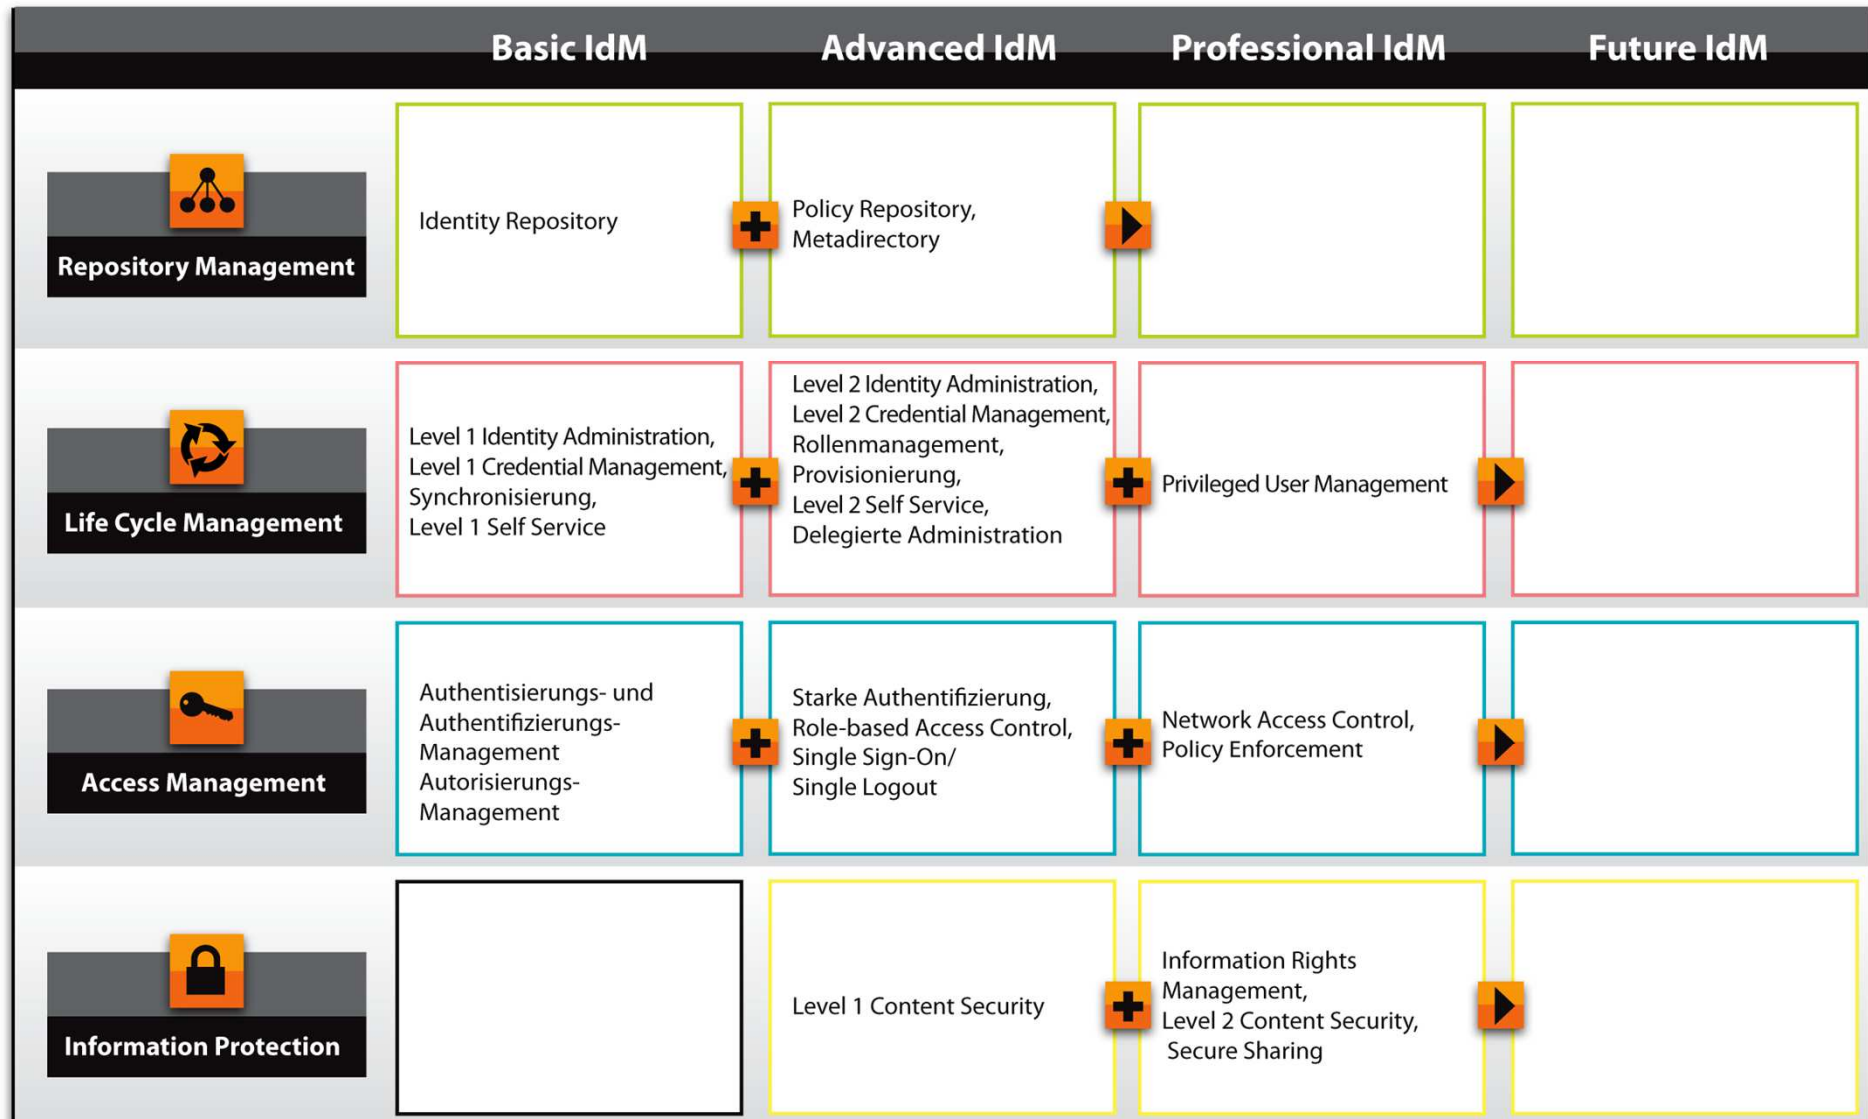 Basic IdM
Advanced IdM
Professional IdM
Future IdM
Repository Management
Identity Repository
Policy Repository,
Metadirectory
Life Cycle Management
Level 1 Identity Administration,
Level 1 Credential Management,
Synchronisierung,
Level 1 Self Service
Level 2 Identity Administration,
Level 2 Credential Management,
Rollenmanagement,
Provisionierung,
Level 2 Self Service,
Delegierte Administration
Privileged User Management
Access Management
Authentisierungs- und
Authentifizierungs-
Management
Autorisierungs-
Management
Starke Authentifizierung,
Role-based Access Control,
Single Sign-On/
Single Logout
Network Access Control,
Policy Enforcement
Information Protection
Level 1 Content Security
Information Rights
Management,
Level 2 Content Security,
Secure Sharing